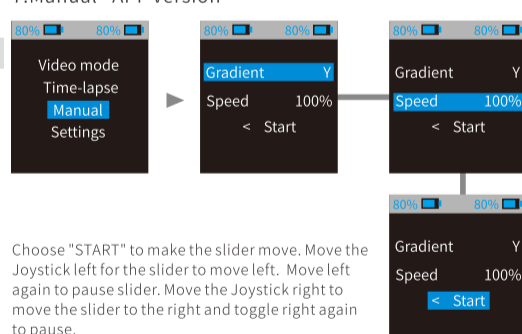 80% 80%
Video mode
Time-lapse
Manual
Settings
80% 80%
Gradient Y
Speed 100%
< Start
80% 80%
Gradient Y
Speed 100%
< Start
80% 80%
Gradient Y
Speed 100%
< Start
Choose "START" to make the slider move. Move the
Joystick left for the slider to move left. Move left
again to pause slider. Move the Joystick right to
move the slider to the right and toggle right again
to pause.